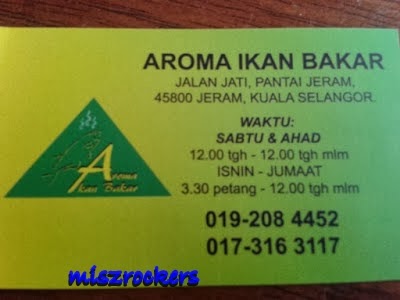 AROMA IKAN BAKAR
JALAN JATI, PANTAI JERAM,
45800 JERAM, KUALA SELANGOR.
WAKTU:
SABTU & AHAD
12.00 tgh - 12.00 tgh mlm
ISNIN - JUMAAT
3.30 petang - 12.00 tgh mlm
019-208 4452
017-316 3117
Aroma
Ikan Bakar
miszrockers